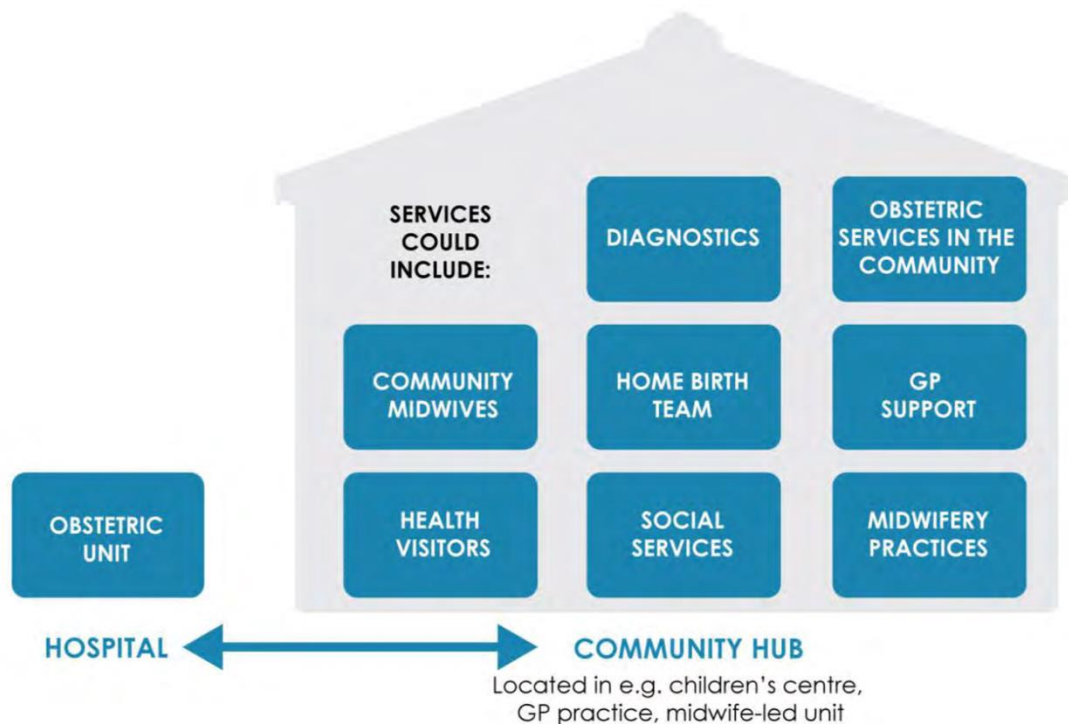 SERVICES
COULD
INCLUDE:
DIAGNOSTICS
OBSTETRIC
SERVICES IN THE
COMMUNITY
COMMUNITY
MIDWIVES
HOME BIRTH
TEAM
GP
SUPPORT
OBSTETRIC
UNIT
HEALTH
VISITORS
SOCIAL
SERVICES
MIDWIFERY
PRACTICES
HOSPITAL
COMMUNITY HUB
Located in e.g. children's centre,
GP practice, midwife-led unit